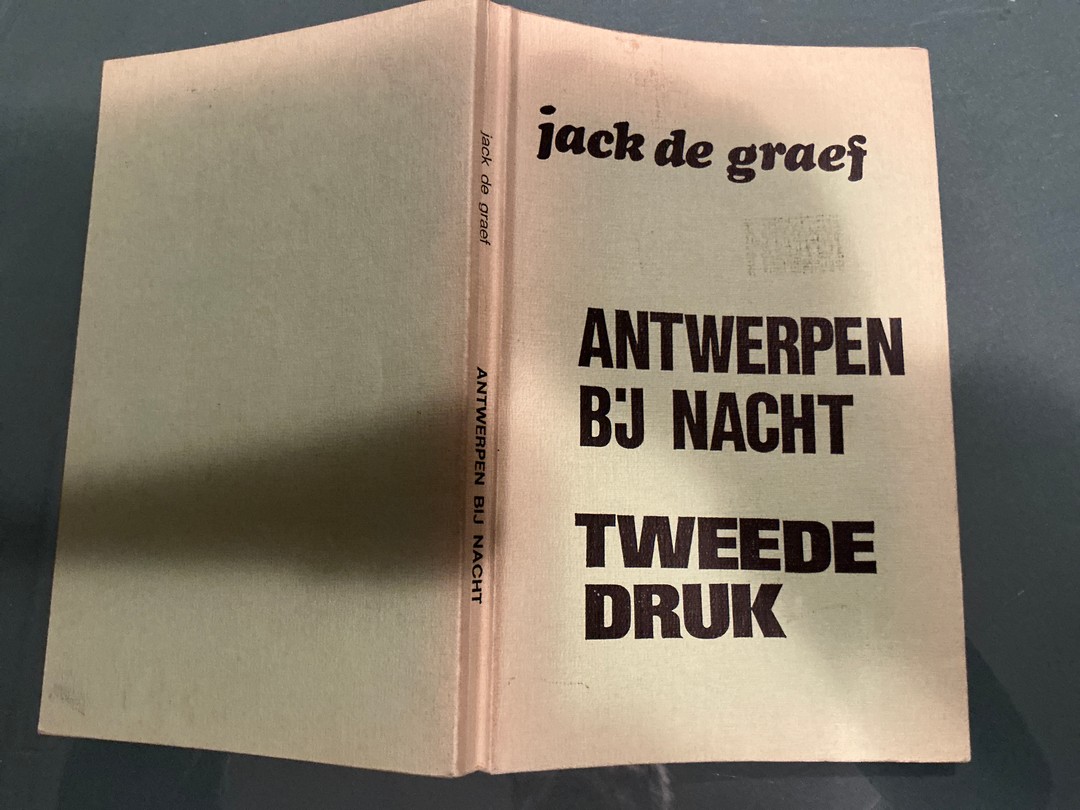 jack de graef
ANTWERPEN
BIJ NACHT
TWEEDE
DRUK
jack de graef ANTWERPEN BIJ NACHT